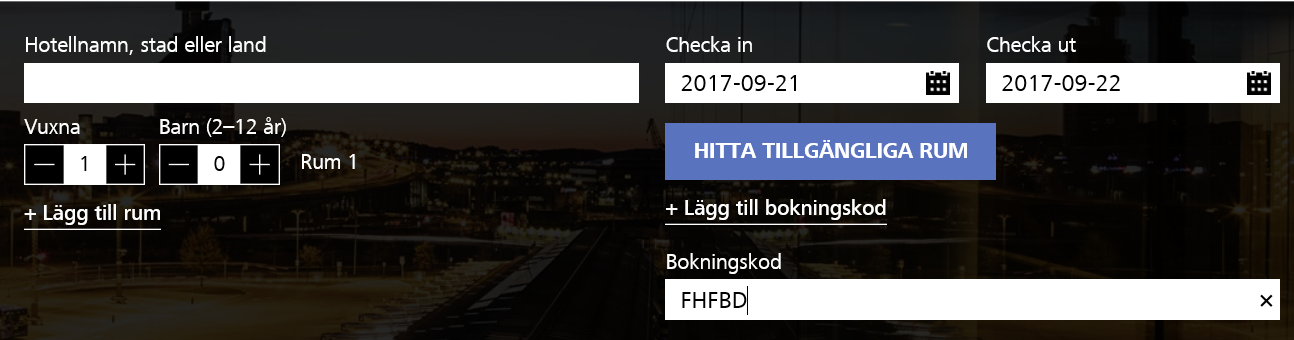 Hotellnamn, stad eller land
Checka in
Checka ut
2017-09-21
2017-09-22
Vuxna
Barn (2–12 år)
1
0
Rum 1
HITTA TILLGÄNGLIGA RUM
+ Lägg till rum
+ Lägg till bokningskod
Bokningskod
FHFBD